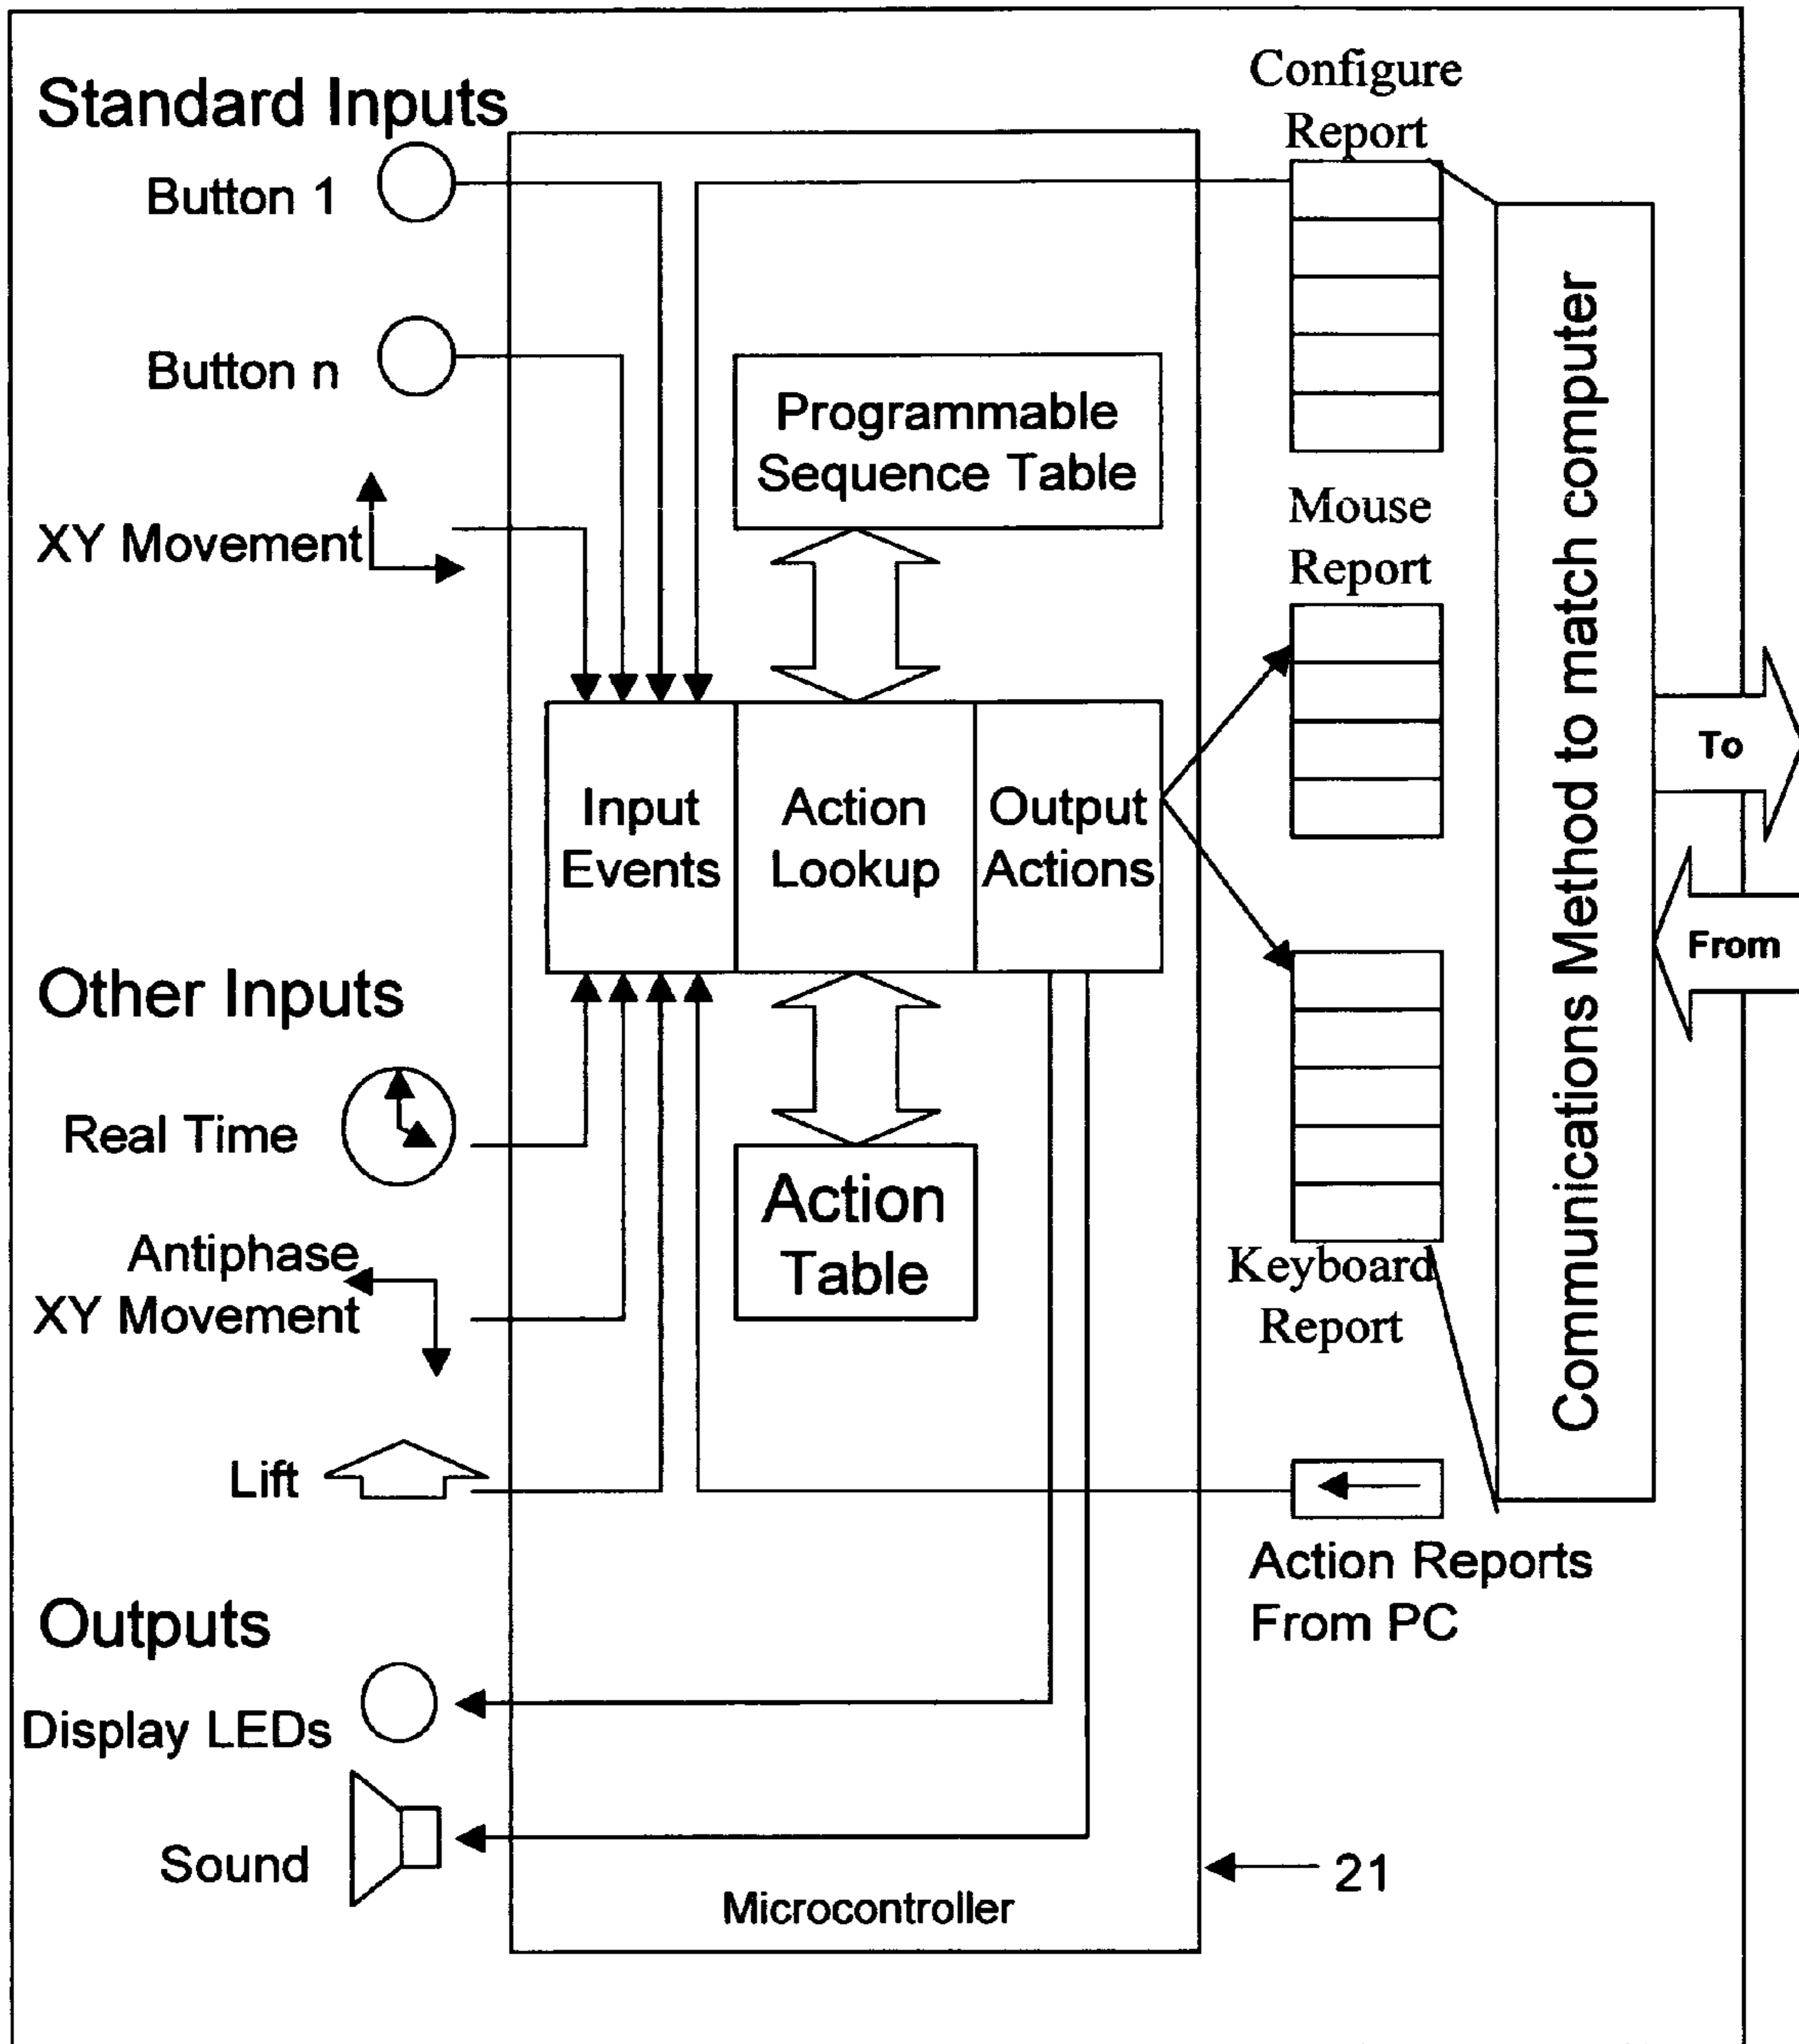 Standard Inputs
Button 1
Button n
XY Movement
Other Inputs
Real Time
Antiphase
XY Movement
Lift
Outputs
Display LEDs
Sound
Programmable
Sequence Table
Input
Events
Action
Lookup
Output
Actions
Action
Table
Microcontroller
21
Configure
Report
Mouse
Report
Keyboard
Report
Action Reports
From PC
Communications Method to match computer
To
From